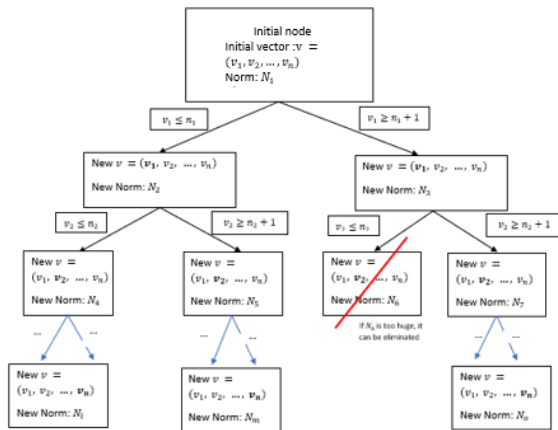 Initial node
Initial vector :v =
(v₁, v₂, ..., vₙ)
Norm: N₁
v₁ ≤ n₁
v₁ ≥ n₁ + 1
New v = (v₁, v₂, ..., vₙ)
New Norm: N₂
New v = (v₁, v₂, ..., vₙ)
New Norm: N₃
v₂ ≤ n₂
v₂ ≥ n₂ + 1
v₂ ≤ n₂
v₂ ≥ n₂ + 1
New v =
(v₁, v₂, ..., vₙ)
New Norm: N₄
New v =
(v₁, v₂, ..., vₙ)
New Norm: N₅
New v =
(v₁, v₂, ..., vₙ)
New Norm: N₆
New v =
(v₁, v₂, ..., vₙ)
New Norm: N₇
If N₆ is too huge, it
can be eliminated
... ...
... ...
... ...
New v =
(v₁, v₂, ..., vₙ)
New Norm: Nₗ
New v =
(v₁, v₂, ..., vₙ)
New Norm: Nₘ
New v =
(v₁, v₂, ..., vₙ)
New Norm: Nₒ